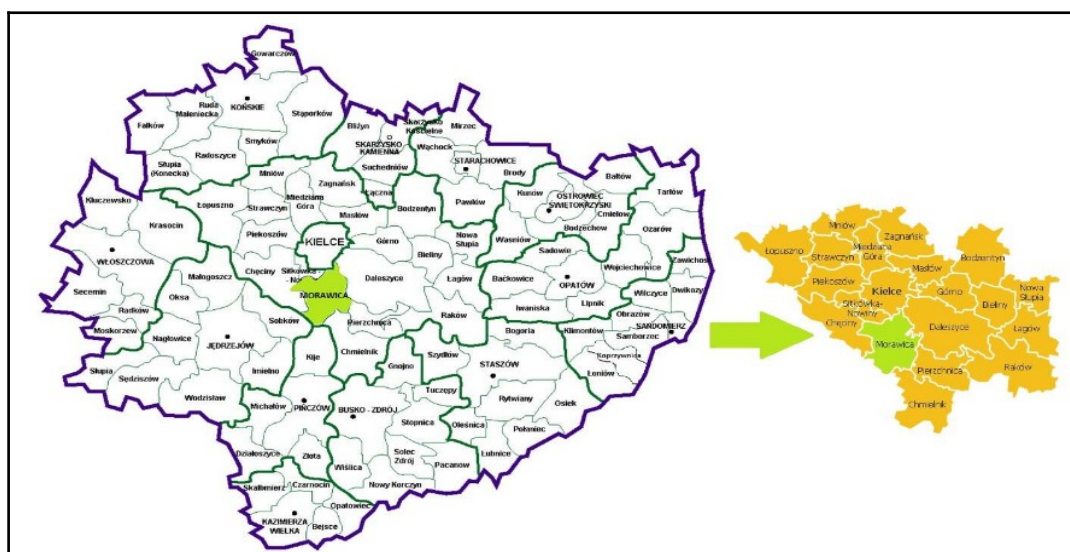 Gowarczów
Ruda
Maleniecka
KOŃSKIE
Stąporków
Fałków
Radoszyce
Smyków
Słupia
(Konecka)
Bliżyn
Skarżysko
Kościelne
Mirzec
SKARŻYSKO
KAMIENNA
Wąchock
Suchedniów
STARACHOWICE
Brody
Mniów
Zagnańsk
Łączna
Kluczewsko
Krasocin
Łopuszno
Strawczyn
Miedziana
Góra
Masłów
Bodzentyn
Pawłów
Kunów
OSTROWIEC
ŚWIĘTOKRZYSKI
Bałtów
Ćmielów
Bodzechów
Tarłów
Ożarów
Piekoszów
KIELCE
Górno
Nowa
Słupia
Waśniów
Sadowie
WŁOSZCZOWA
Małogoszcz
Chęciny
Sitkówka -
- No
Daleszyce
Bieliny
Łagów
Baćkowice
OPATÓW
Wojciechowice
Zawichost
Dwikozy
Secemin
Oksa
MORAWICA
Iwaniska
Lipnik
Wilczyce
Obrazów
Radków
Moskorzew
Sobków
Pierzchnica
Raków
Bogoria
Klimontów
SANDOMIERZ
Samborzec
Nagłowice
JĘDRZEJÓW
Kije
Chmielnik
Gnojno
Szydłów
STASZÓW
Koprzywnica
Łoniów
Słupia
Sędziszów
Imielno
Wodzisław
Michałów
PIŃCZÓW
BUSKO - ZDRÓJ
Tuczępy
Rytwiany
Osiek
Stopnica
Oleśnica
Połaniec
Działoszyce
Złota
Wiślica
Solec
Zdrój
Pacanów
Łubnice
Skalbmierz
Czarnocin
Nowy Korczyn
Opatowiec
KAZIMIERZA
WIELKA
Bejsce
Mniów
Zagnańsk
Łopuszno
Strawczyn
Miedziana
Góra
Masłów
Bodzentyn
Piekoszów
Kielce
Górno
Bieliny
Nowa
Słupia
Sitkówka-
Nowiny
Chęciny
Daleszyce
Łagów
Morawica
Pierzchnica
Raków
Chmielnik